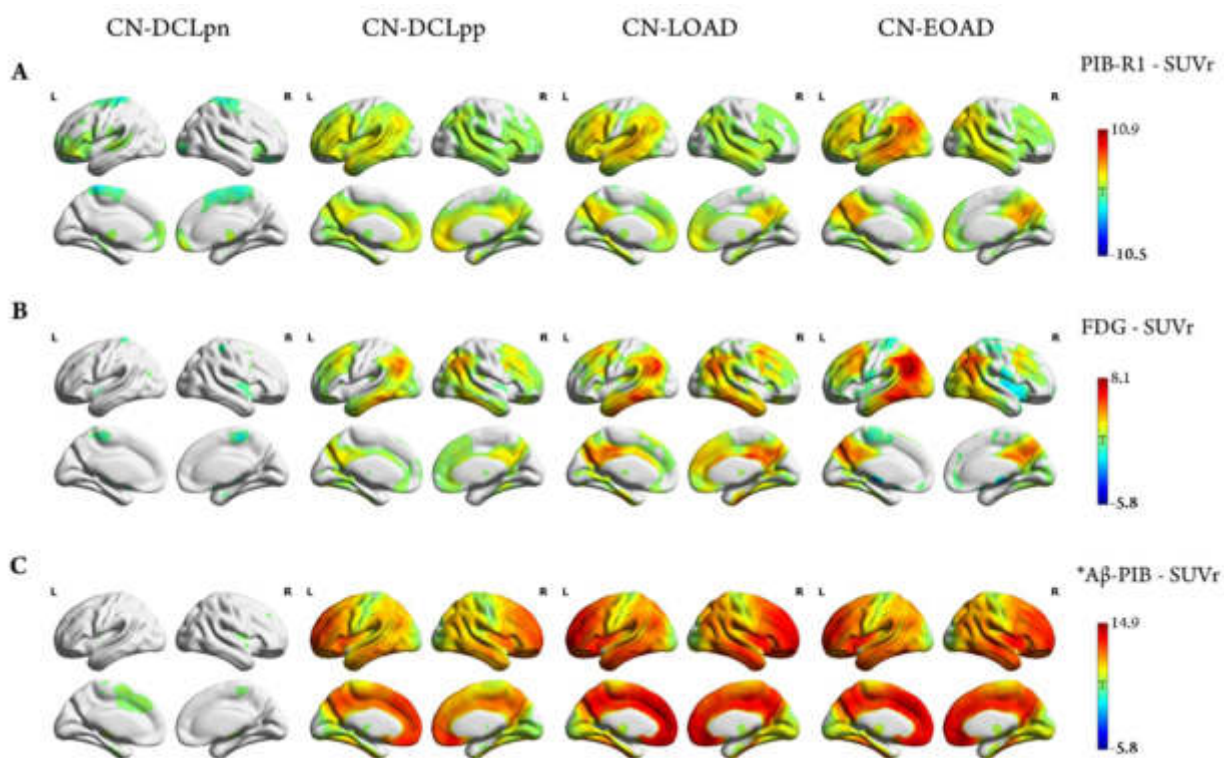 CN-DCLpn CN-DCLpp CN-LOAD CN-EOAD
A
PIB-R1 - SUVr
L R L R L R L R
10.9
T
-10.5
B
FDG - SUVr
L R L R L R L R
8.1
T
-5.8
C
*Aβ-PIB - SUVr
L R L R L R L R
14.9
T
-5.8